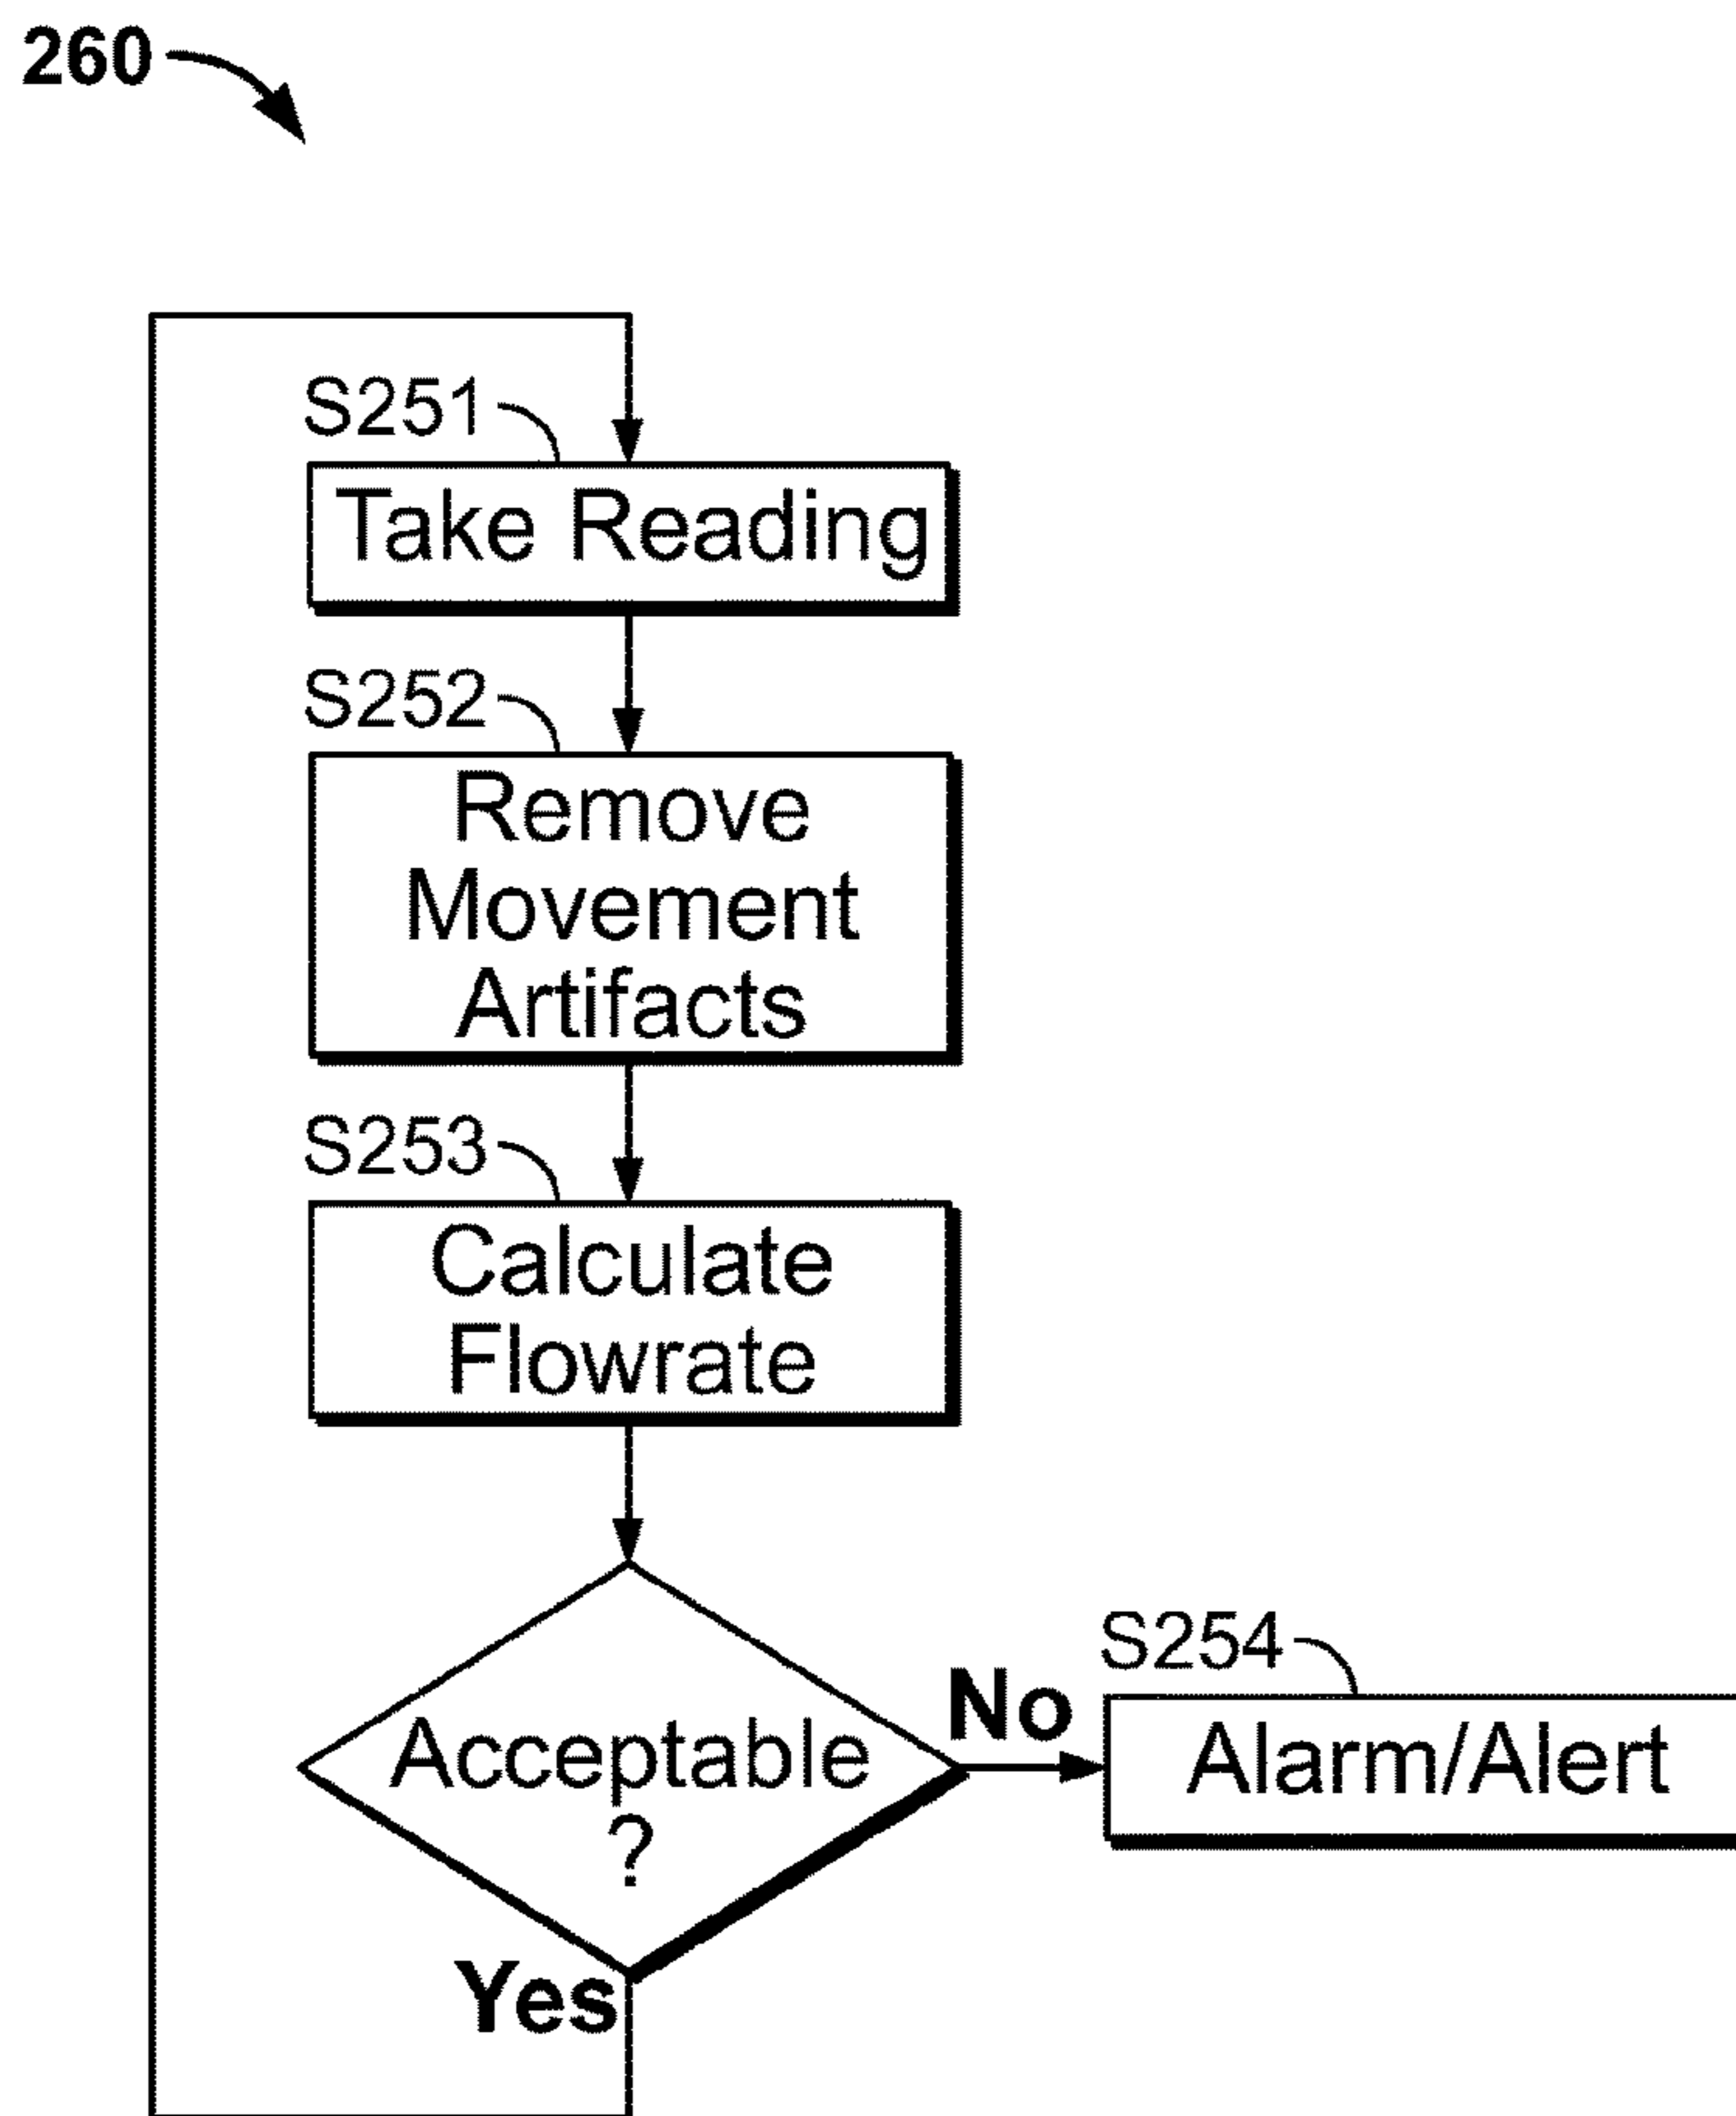 260
S251
Take Reading
S252
Remove
Movement
Artifacts
S253
Calculate
Flowrate
Acceptable
?
No
S254
Alarm/Alert
Yes